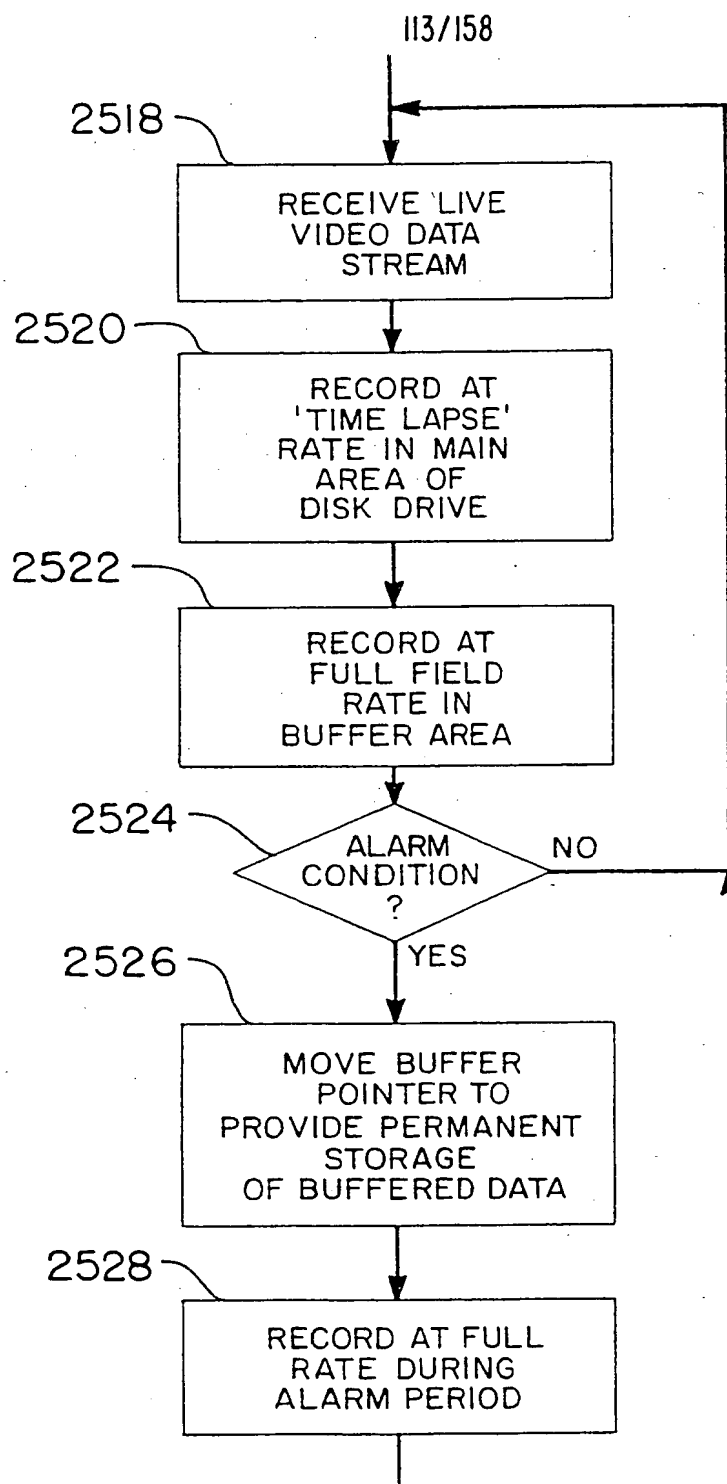 113/158
2518
RECEIVE 'LIVE
VIDEO DATA
STREAM
2520
RECORD AT
'TIME LAPSE'
RATE IN MAIN
AREA OF
DISK DRIVE
2522
RECORD AT
FULL FIELD
RATE IN
BUFFER AREA
2524
ALARM
CONDITION
?
NO
YES
2526
MOVE BUFFER
POINTER TO
PROVIDE PERMANENT
STORAGE
OF BUFFERED DATA
2528
RECORD AT FULL
RATE DURING
ALARM PERIOD